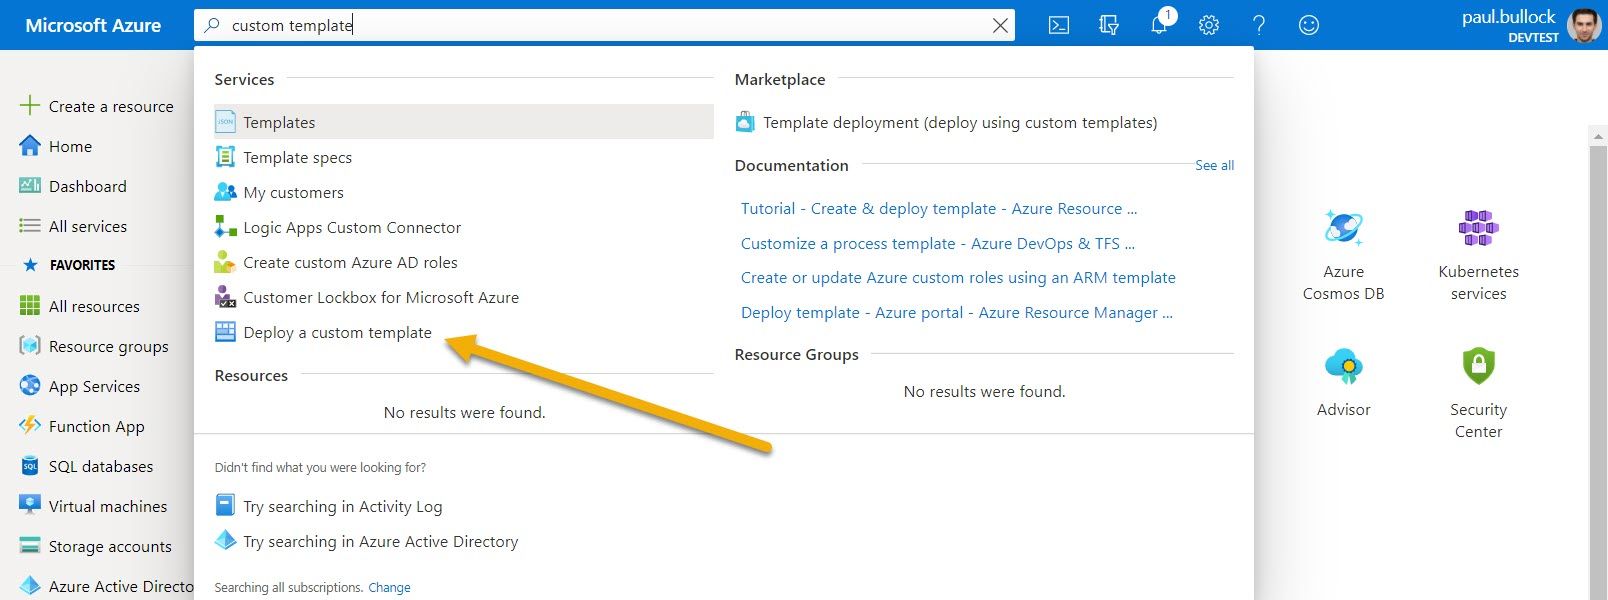 Microsoft Azure
custom template
1
paul.bullock
DEVTEST
Create a resource
Home
Dashboard
All services
FAVORITES
All resources
Resource groups
App Services
Function App
SQL
SQL databases
Virtual machines
Storage accounts
Azure Active Directo
Services
JSON
Templates
Template specs
My customers
Logic Apps Custom Connector
Create custom Azure AD roles
Customer Lockbox for Microsoft Azure
Deploy a custom template
Resources
No results were found.
Marketplace
Template deployment (deploy using custom templates)
Documentation
See all
Tutorial - Create & deploy template - Azure Resource ...
Customize a process template - Azure DevOps & TFS ...
Create or update Azure custom roles using an ARM template
Deploy template - Azure portal - Azure Resource Manager ...
Resource Groups
No results were found.
Didn't find what you were looking for?
Try searching in Activity Log
Try searching in Azure Active Directory
Searching all subscriptions. Change
Azure
Cosmos DB
Kubernetes
services
Advisor
Security
Center